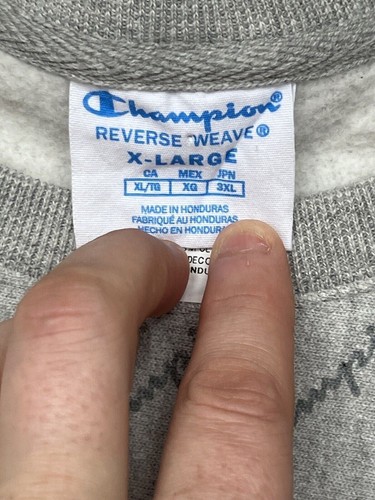 Champion
REVERSE WEAVE®
X-LARGE
CA MEX JPN
XL/TG XG 3XL
MADE IN HONDURAS
FABRIQUÉ AU HONDURAS
HECHO EN HONDURAS